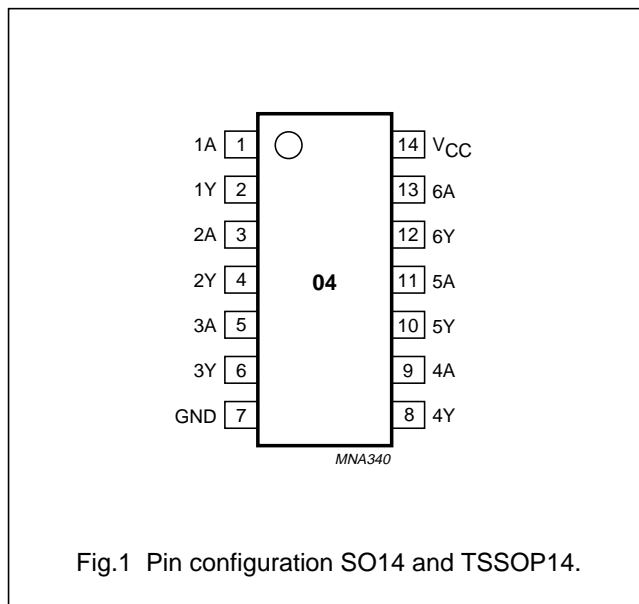 1A 1 14 VCC
1Y 2 13 6A
2A 3 12 6Y
2Y 4 04 11 5A
3A 5 10 5Y
3Y 6 9 4A
GND 7 8 4Y
MNA340
Fig.1 Pin configuration SO14 and TSSOP14.